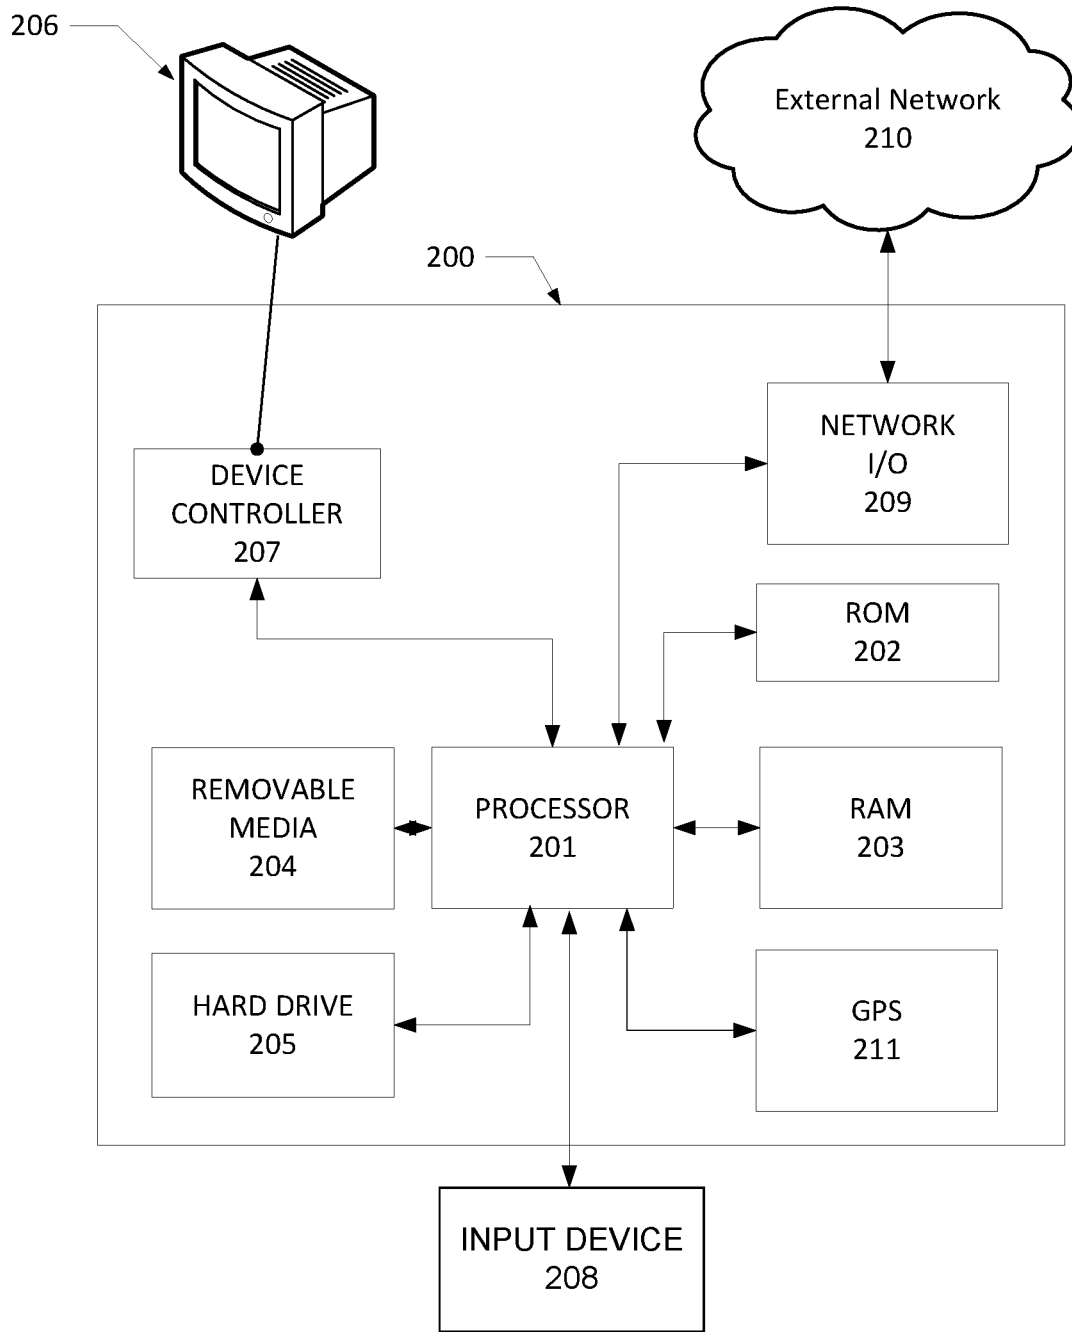 206
External Network
210
200
NETWORK
I/O
209
DEVICE
CONTROLLER
207
ROM
202
REMOVABLE
MEDIA
204
PROCESSOR
201
RAM
203
HARD DRIVE
205
GPS
211
INPUT DEVICE
208